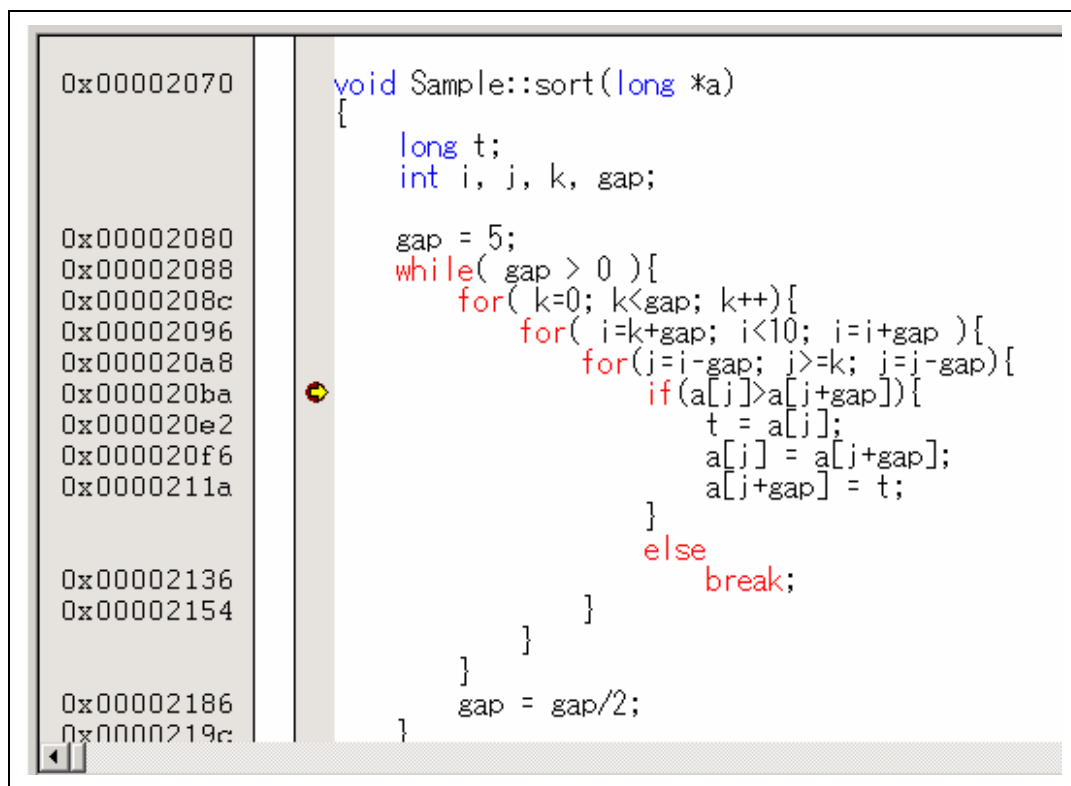 0x00002070 void Sample::sort(long *a)
{
long t;
int i, j, k, gap;
0x00002080 gap = 5;
0x00002088 while( gap > 0 ){
0x0000208c for( k=0; k<gap; k++){
0x00002096 for( i=k+gap; i<10; i=i+gap ){
0x000020a8 for(j=i-gap; j>=k; j=j-gap){
0x000020ba if(a[j]>a[j+gap]){
0x000020e2 t = a[j];
0x000020f6 a[j] = a[j+gap];
0x0000211a a[j+gap] = t;
}
else
0x00002136 break;
0x00002154 }
}
}
0x00002186 gap = gap/2;
0x0000219c }